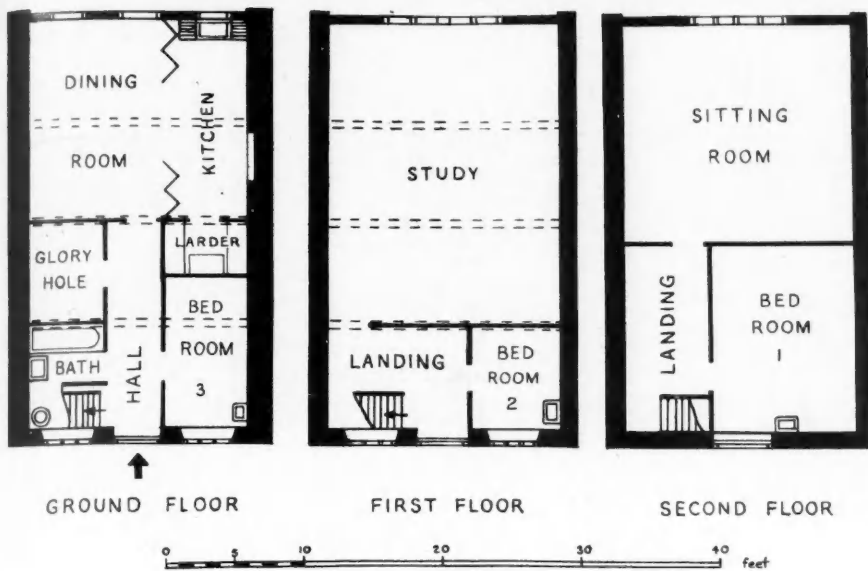 DINING
ROOM
KITCHEN
GLORY
HOLE
LARDER
BED
ROOM
3
BATH
HALL
GROUND FLOOR
STUDY
LANDING
BED
ROOM
2
FIRST FLOOR
SITTING
ROOM
LANDING
BED
ROOM
1
SECOND FLOOR
0 5 10 20 30 40 feet